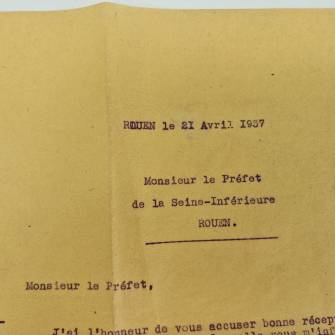 ROUEN le 21 Avril 1937
Monsieur le Préfet
de la Seine-Inférieure
ROUEN.
Monsieur le Préfet,
J'ai l'honneur de vous accuser bonne récep